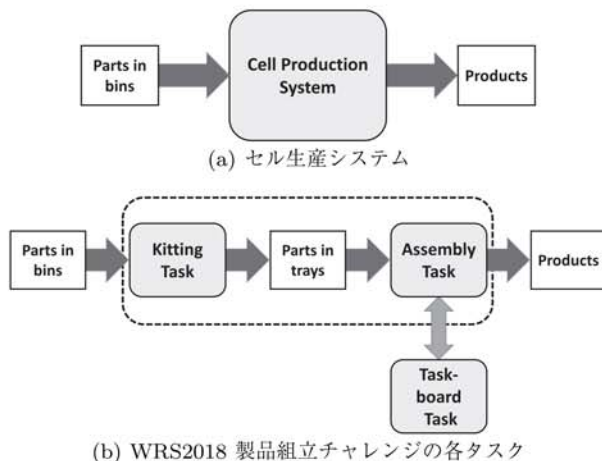 Parts in
bins
Cell Production
System
Products
(a) セル生産システム
Parts in
bins
Kitting
Task
Parts in
trays
Assembly
Task
Products
Task-
board
Task
(b) WRS2018 製品組立チャレンジの各タスク